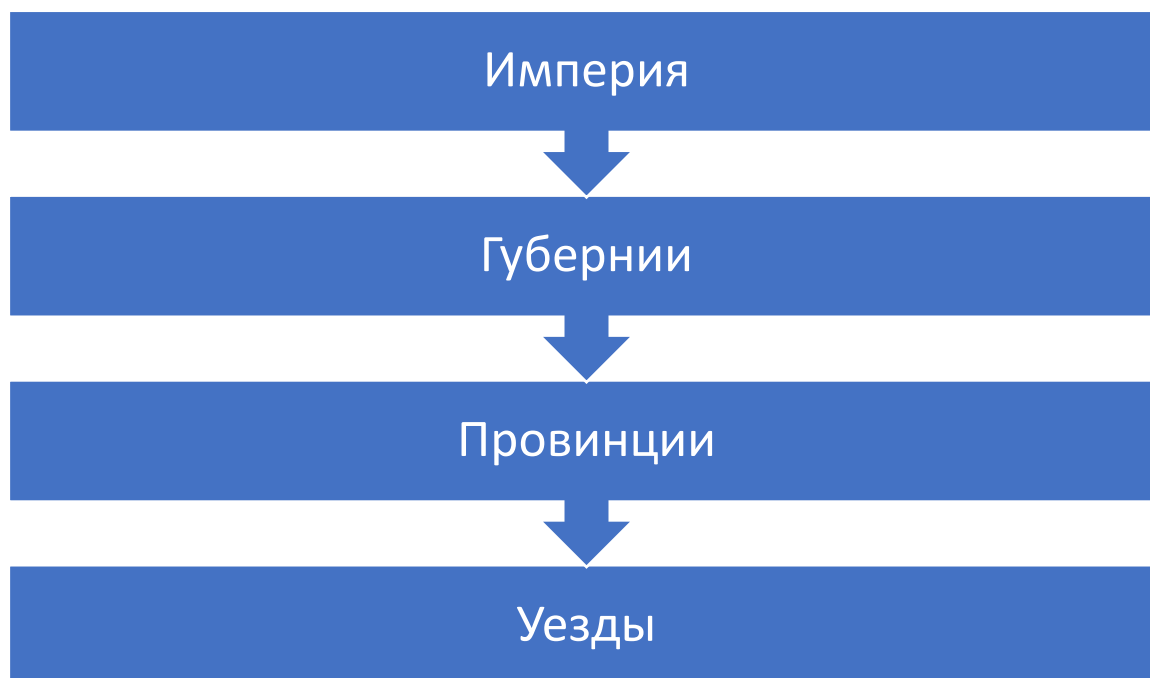 Империя
Губернии
Провинции
Уезды